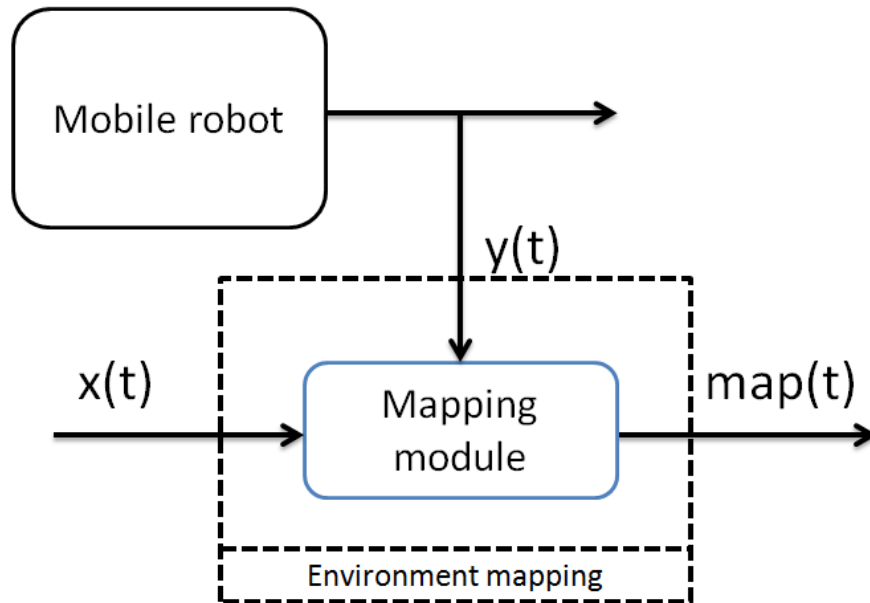 Mobile robot
y(t)
x(t)
Mapping
module
map(t)
Environment mapping